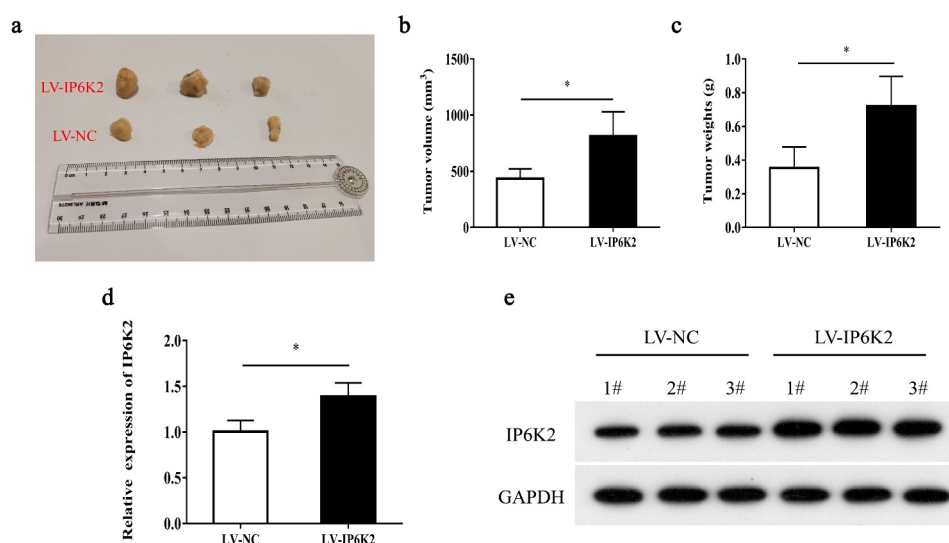 a
LV-IP6K2
LV-NC
b
Tumor volume (mm³)
1500
1000
500
0
*
LV-NC
LV-IP6K2
c
Tumor weights (g)
1.0
0.8
0.6
0.4
0.2
0.0
*
LV-NC
LV-IP6K2
d
Relative expression of IP6K2
2.0
1.5
1.0
0.5
0.0
*
LV-NC
LV-IP6K2
e
LV-NC LV-IP6K2
1# 2# 3# 1# 2# 3#
IP6K2
GAPDH